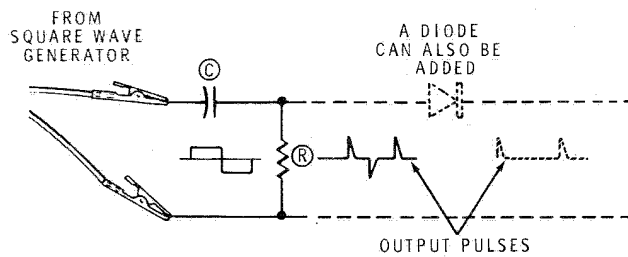 FROM
SQUARE WAVE
GENERATOR
A DIODE
CAN ALSO BE
ADDED
C
R
OUTPUT PULSES